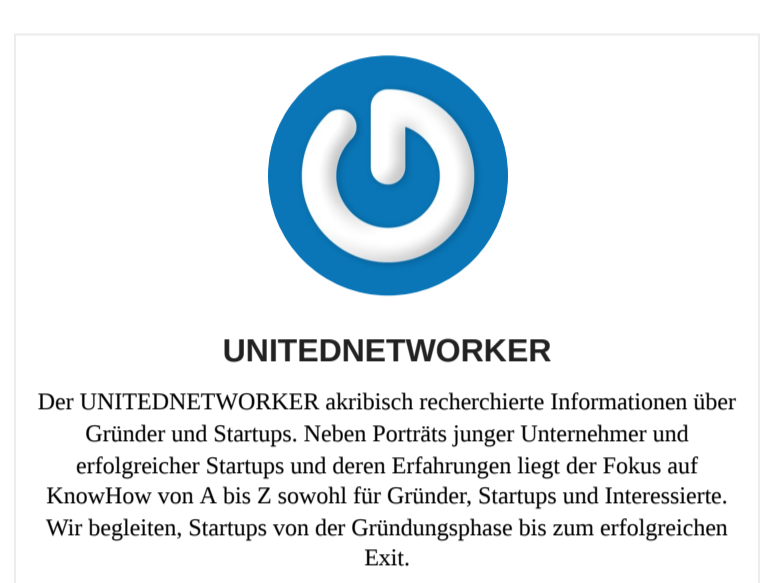 UNITEDNETWORKER
Der UNITEDNETWORKER akribisch recherchierte Informationen über
Gründer und Startups. Neben Porträts junger Unternehmer und
erfolgreicher Startups und deren Erfahrungen liegt der Fokus auf
KnowHow von A bis Z sowohl für Gründer, Startups und Interessierte.
Wir begleiten, Startups von der Gründungsphase bis zum erfolgreichen
Exit.